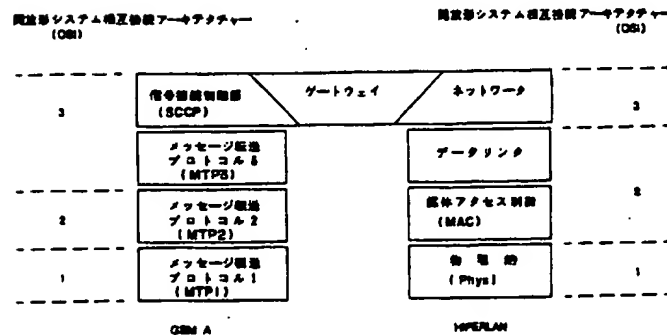 開放形システム相互接続アーキテクチャー
(OSI)
開放形システム相互接続アーキテクチャー
(OSI)
3
信号接続制御部
(SCCP)
ゲートウェイ
ネットワーク
3
メッセージ転送
プロトコル3
(MTP3)
データリンク
2
メッセージ転送
プロトコル2
(MTP2)
媒体アクセス制御
(MAC)
2
1
メッセージ転送
プロトコル1
(MTP1)
物理的
(Phys)
1
GSM A
HIPERLAN